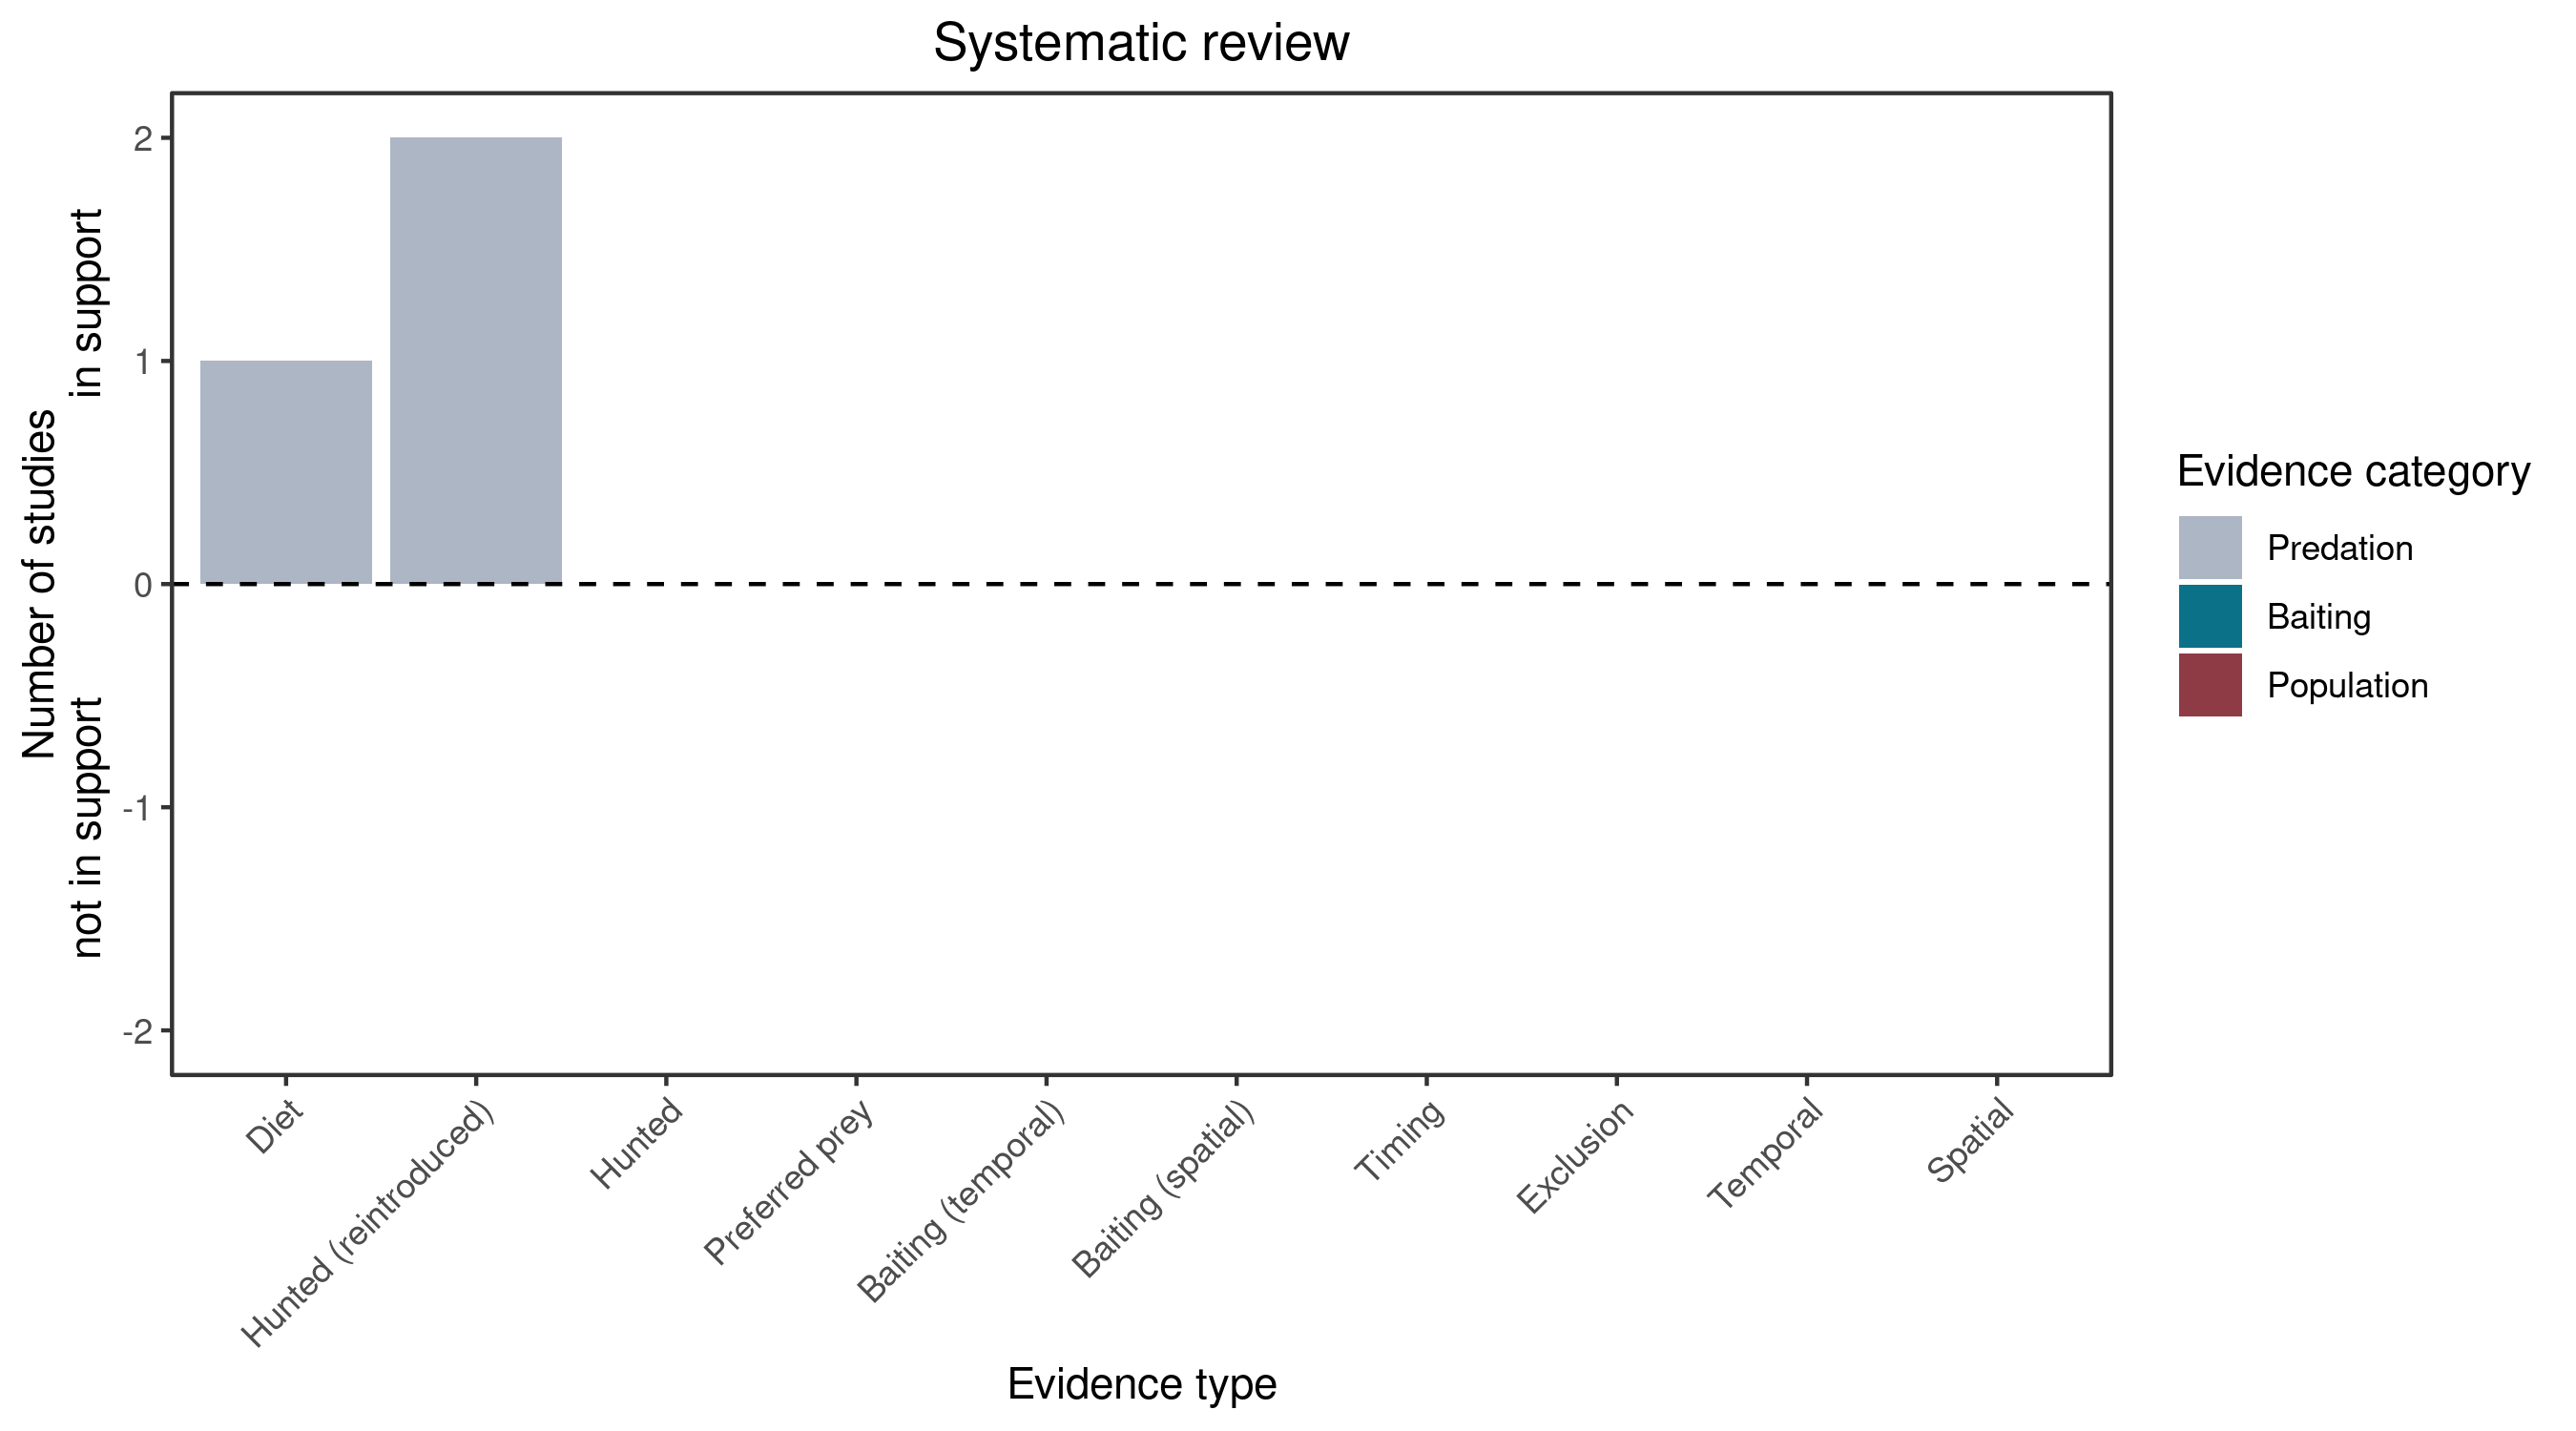 Systematic review
Number of studies
not in support
in support
2
1
0
-1
-2
Diet
Hunted (reintroduced)
Hunted
Preferred prey
Baiting (temporal)
Baiting (spatial)
Timing
Exclusion
Temporal
Spatial
Evidence type
Evidence category
Predation
Baiting
Population